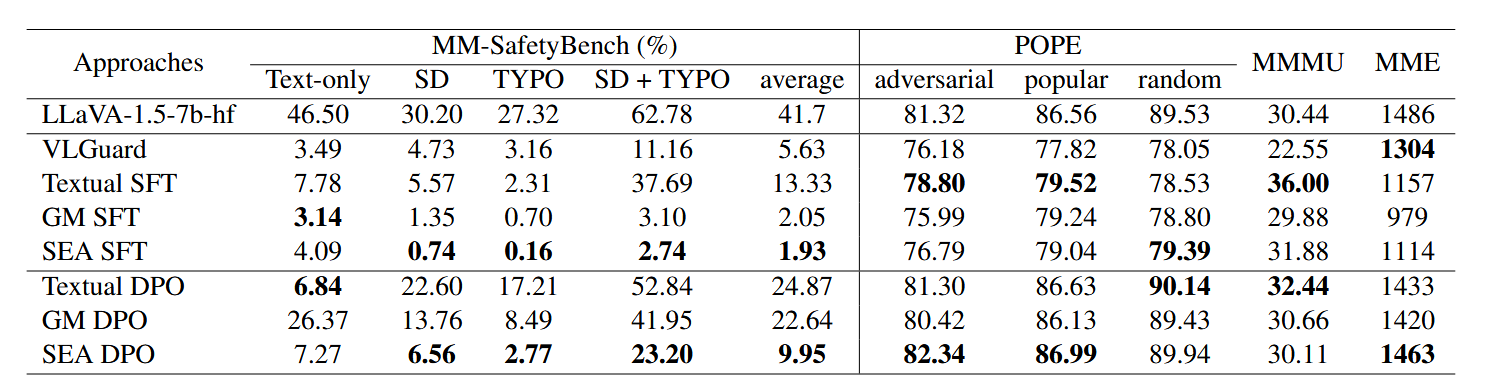 Approaches MM-SafetyBench (%) POPE MMMU MME
Text-only SD TYPO SD + TYPO average adversarial popular random
LLaVA-1.5-7b-hf 46.50 30.20 27.32 62.78 41.7 81.32 86.56 89.53 30.44 1486
VLGuard 3.49 4.73 3.16 11.16 5.63 76.18 77.82 78.05 22.55 1304
Textual SFT 7.78 5.57 2.31 37.69 13.33 78.80 79.52 78.53 36.00 1157
GM SFT 3.14 1.35 0.70 3.10 2.05 75.99 79.24 78.80 29.88 979
SEA SFT 4.09 0.74 0.16 2.74 1.93 76.79 79.04 79.39 31.88 1114
Textual DPO 6.84 22.60 17.21 52.84 24.87 81.30 86.63 90.14 32.44 1433
GM DPO 26.37 13.76 8.49 41.95 22.64 80.42 86.13 89.43 30.66 1420
SEA DPO 7.27 6.56 2.77 23.20 9.95 82.34 86.99 89.94 30.11 1463